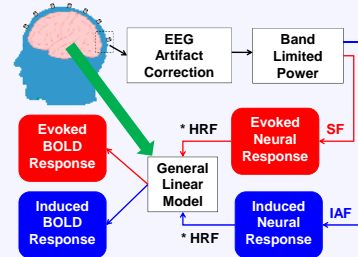 EEG
Artifact
Correction
Band
Limited
Power
Evoked
BOLD
Response
* HRF
Evoked
Neural
Response
SF
General
Linear
Model
Induced
BOLD
Response
* HRF
Induced
Neural
Response
IAF